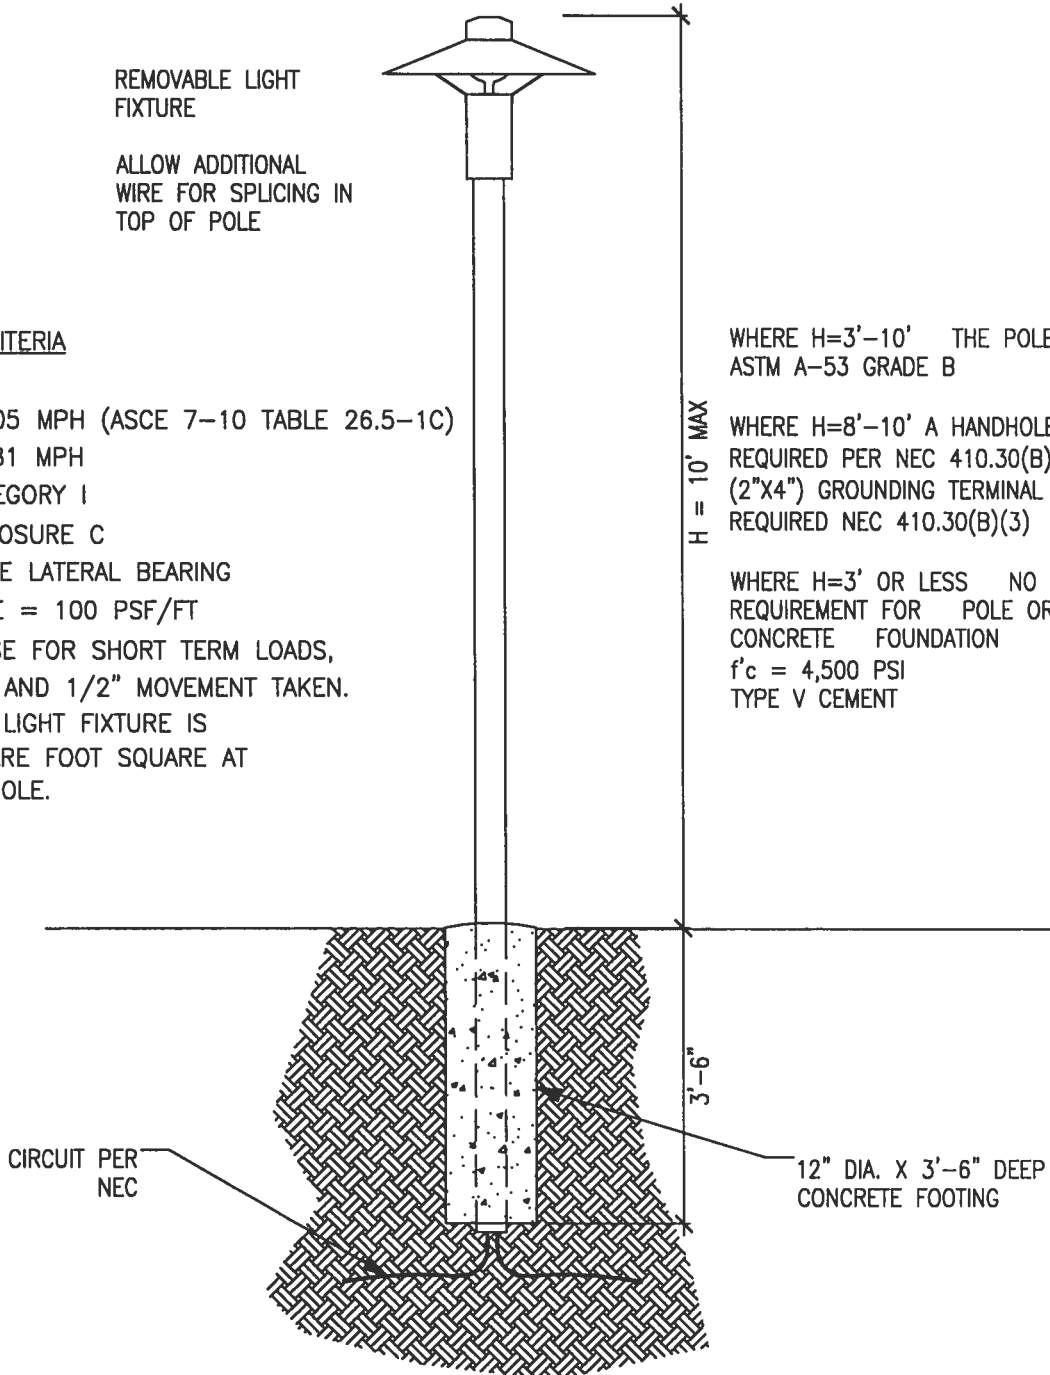 REMOVABLE LIGHT
FIXTURE
ALLOW ADDITIONAL
WIRE FOR SPLICING IN
TOP OF POLE
ITERIA
05 MPH (ASCE 7-10 TABLE 26.5-1C)
31 MPH
EGORY I
OSURE C
E LATERAL BEARING
E = 100 PSF/FT
SE FOR SHORT TERM LOADS,
AND 1/2" MOVEMENT TAKEN.
LIGHT FIXTURE IS
RE FOOT SQUARE AT
OLE.
H = 10' MAX
WHERE H=3'-10' THE POLE
ASTM A-53 GRADE B
WHERE H=8'-10' A HANDHOLE
REQUIRED PER NEC 410.30(B)
(2"X4") GROUNDING TERMINAL
REQUIRED NEC 410.30(B)(3)
WHERE H=3' OR LESS NO
REQUIREMENT FOR POLE OR
CONCRETE FOUNDATION
f'c = 4,500 PSI
TYPE V CEMENT
3'-6"
CIRCUIT PER
NEC
12" DIA. X 3'-6" DEEP
CONCRETE FOOTING